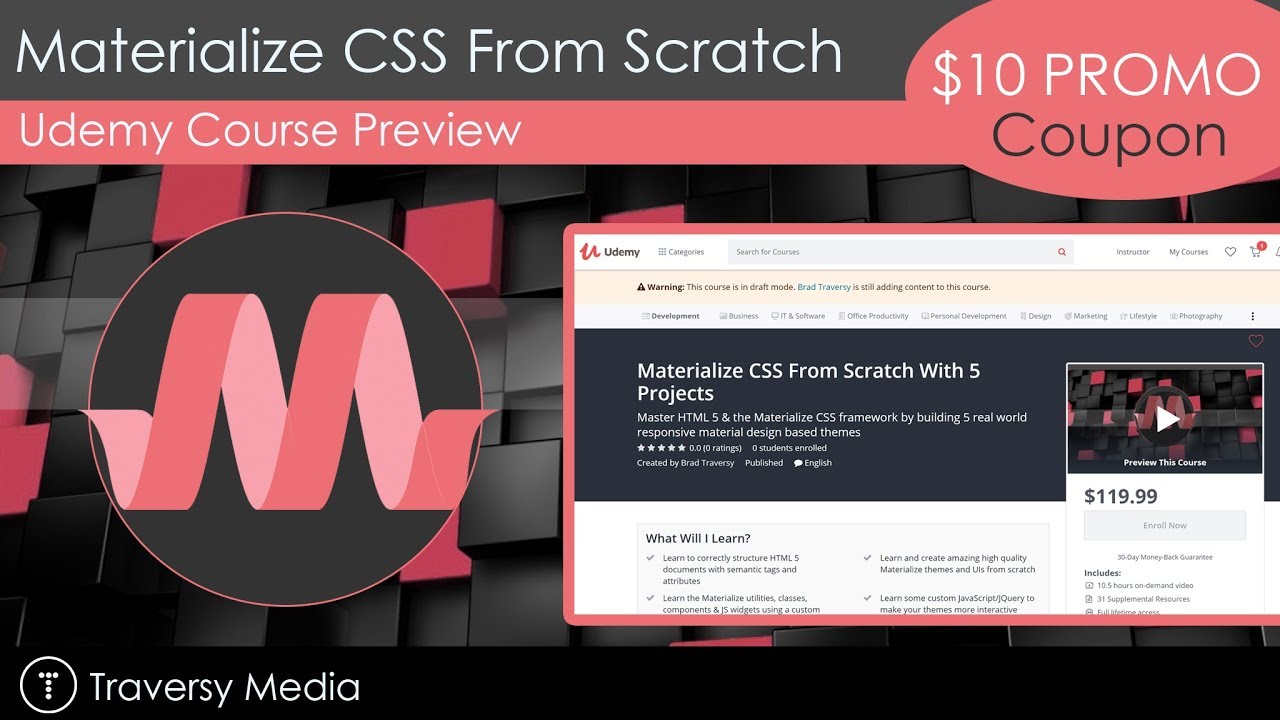 Materialize CSS From Scratch
$10 PROMO
Coupon
Udemy Course Preview
Udemy
Categories
Search for Courses
Instructor
My Courses
1
Warning: This course is in draft mode. Brad Traversy is still adding content to this course.
Development
Business
IT & Software
Office Productivity
Personal Development
Design
Marketing
Lifestyle
Photography
Materialize CSS From Scratch With 5
Projects
Master HTML 5 & the Materialize CSS framework by building 5 real world
responsive material design based themes
0.0 (0 ratings) 0 students enrolled
Created by Brad Traversy Published English
Preview This Course
$119.99
Enroll Now
30-Day Money-Back Guarantee
Includes:
10.5 hours on-demand video
31 Supplemental Resources
Full lifetime access
What Will I Learn?
Learn to correctly structure HTML 5
documents with semantic tags and
attributes
Learn the Materialize utilities, classes,
components & JS widgets using a custom
Learn and create amazing high quality
Materialize themes and UIs from scratch
Learn some custom JavaScript/JQuery to
make your themes more interactive
Traversy Media